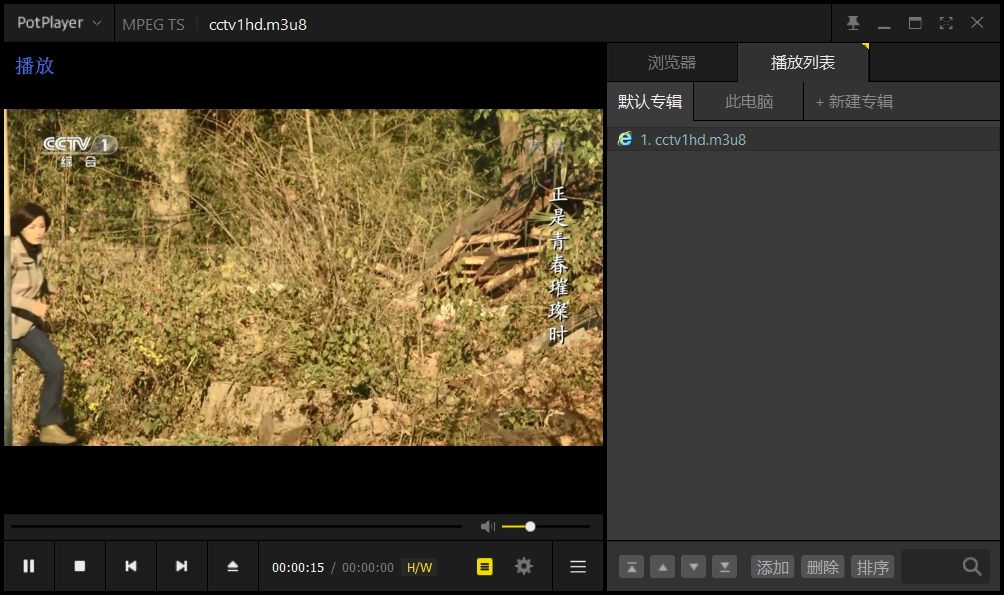 PotPlayer
MPEG TS
cctv1hd.m3u8
播放
浏览器
播放列表
默认专辑
此电脑
+ 新建专辑
1. cctv1hd.m3u8
CCTV 1
综合
高清
正是青春璀璨时
00:00:15 / 00:00:00 H/W
添加
删除
排序